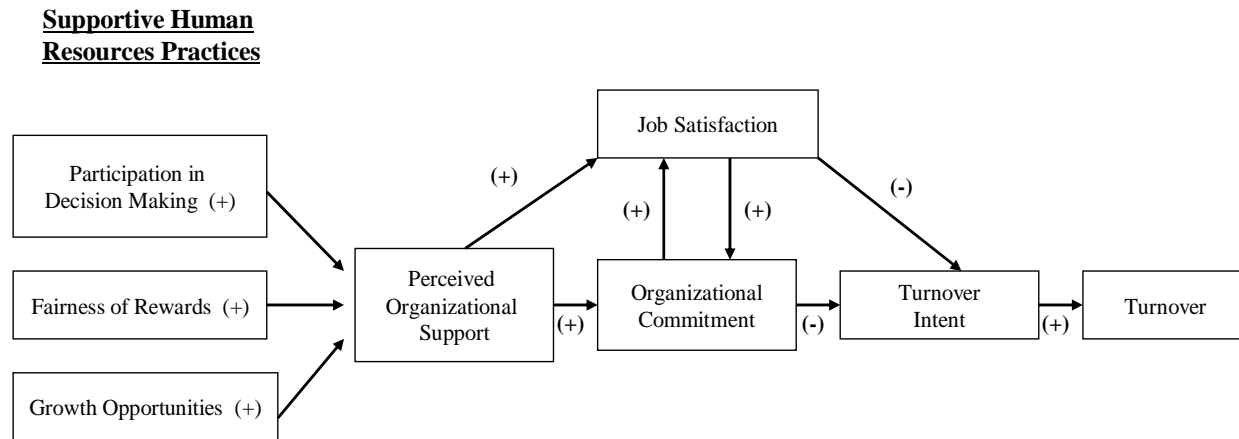 Supportive Human
Resources Practices
Job Satisfaction
Participation in
Decision Making (+)
(+)
(-)
(+)
(+)
Perceived
Organizational
Support
Organizational
Commitment
Turnover
Intent
Turnover
Fairness of Rewards (+)
(+)
(-)
(+)
Growth Opportunities (+)